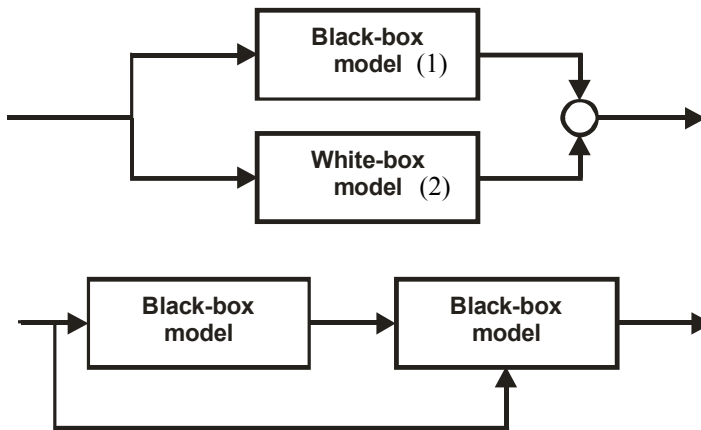 Black-box
model (1)
White-box
model (2)
Black-box
model
Black-box
model